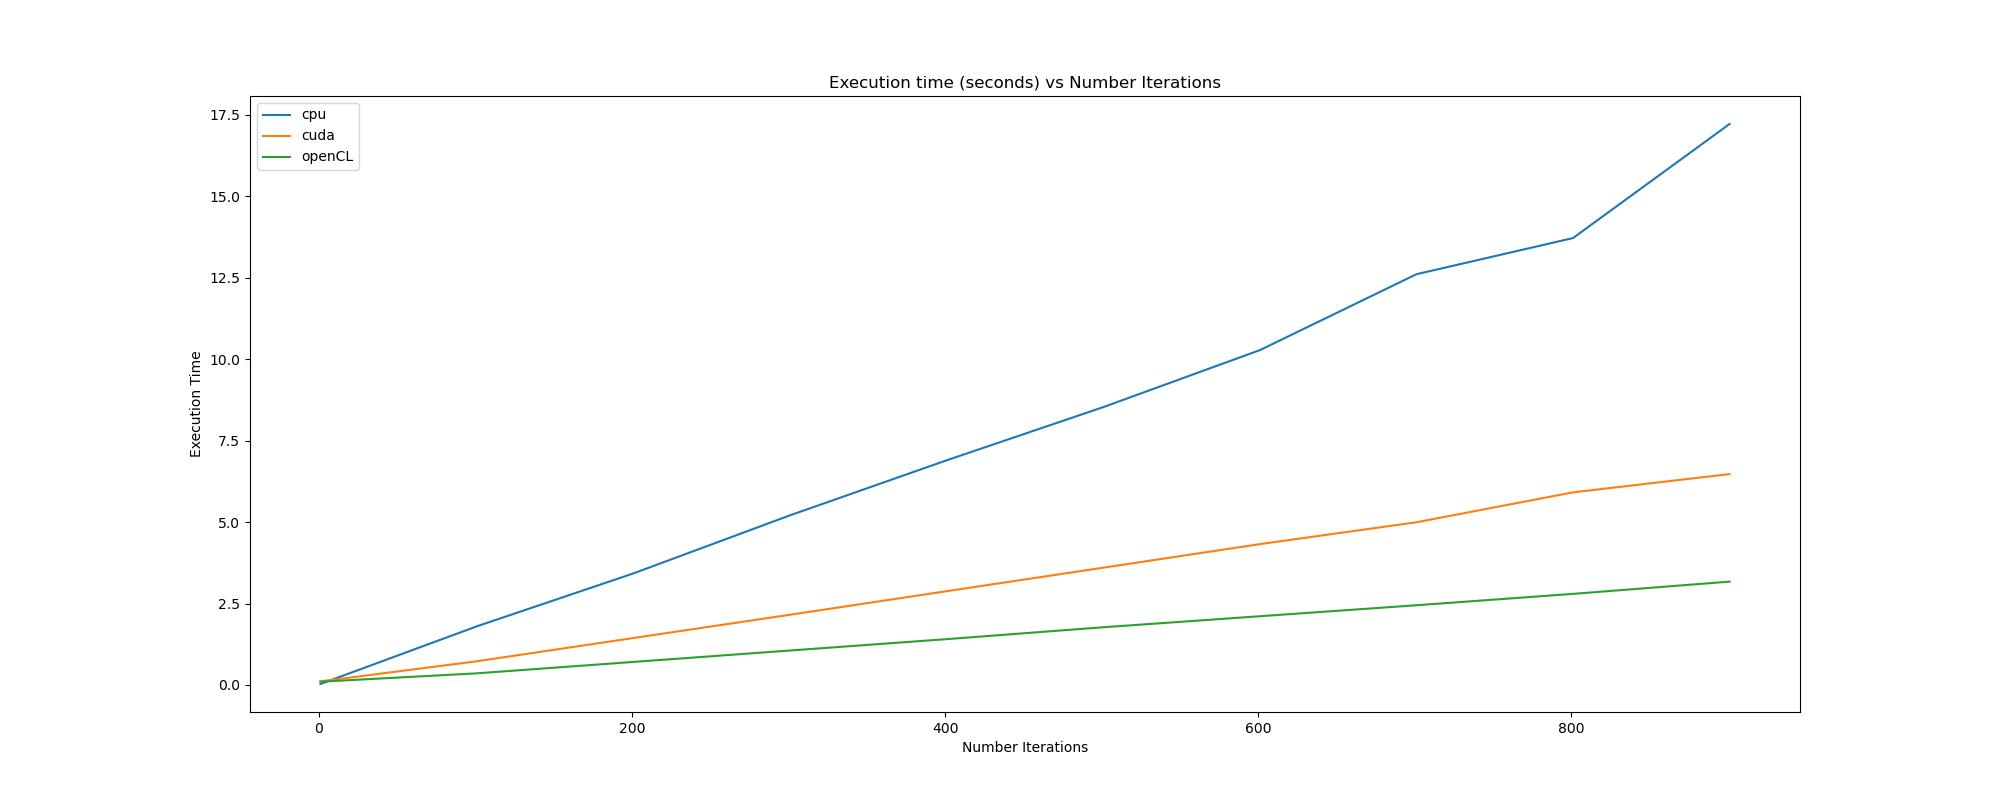 Execution time (seconds) vs Number Iterations
cpu
cuda
openCL
17.5
15.0
12.5
10.0
7.5
5.0
2.5
0.0
Execution Time
0 200 400 600 800
Number Iterations